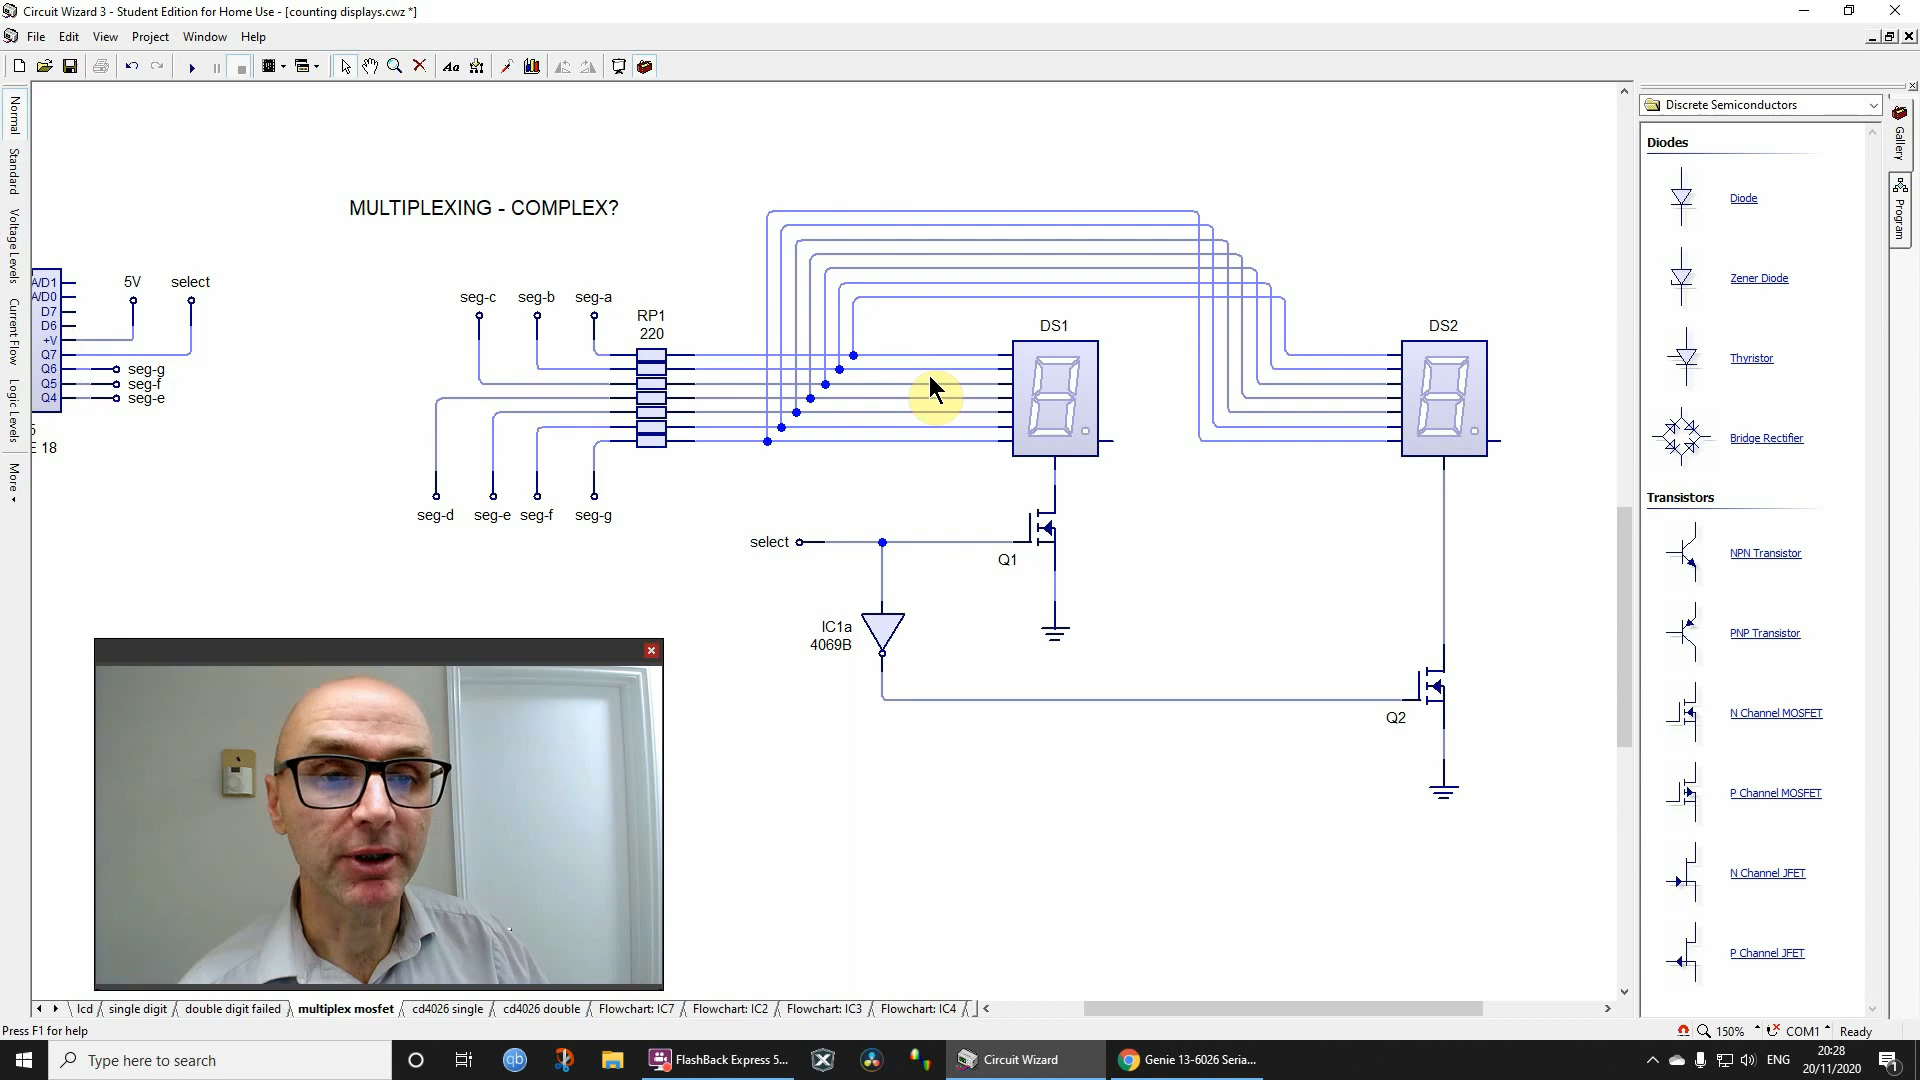 Circuit Wizard 3 - Student Edition for Home Use - [counting displays.cwz *]
File Edit View Project Window Help
Aa
Normal
Standard
Voltage Levels
Current Flow
Logic Levels
More
MULTIPLEXING - COMPLEX?
5V select
A/D1
A/D0
D7
D6
+V
Q7
Q6 seg-g
Q5 seg-f
Q4 seg-e
E 18
seg-c seg-b seg-a
RP1
220
seg-d seg-e seg-f seg-g
DS1
DS2
select
Q1
IC1a
4069B
Q2
Discrete Semiconductors
Diodes
Diode
Zener Diode
Thyristor
Bridge Rectifier
Transistors
NPN Transistor
PNP Transistor
N Channel MOSFET
P Channel MOSFET
N Channel JFET
P Channel JFET
Gallery
Program
lcd single digit double digit failed multiplex mosfet cd4026 single cd4026 double Flowchart: IC7 Flowchart: IC2 Flowchart: IC3 Flowchart: IC4
Press F1 for help
150% COM1 Ready
Type here to search
qb
FlashBack Express 5...
Circuit Wizard
Genie 13-6026 Seria...
ENG
20:28
20/11/2020
1